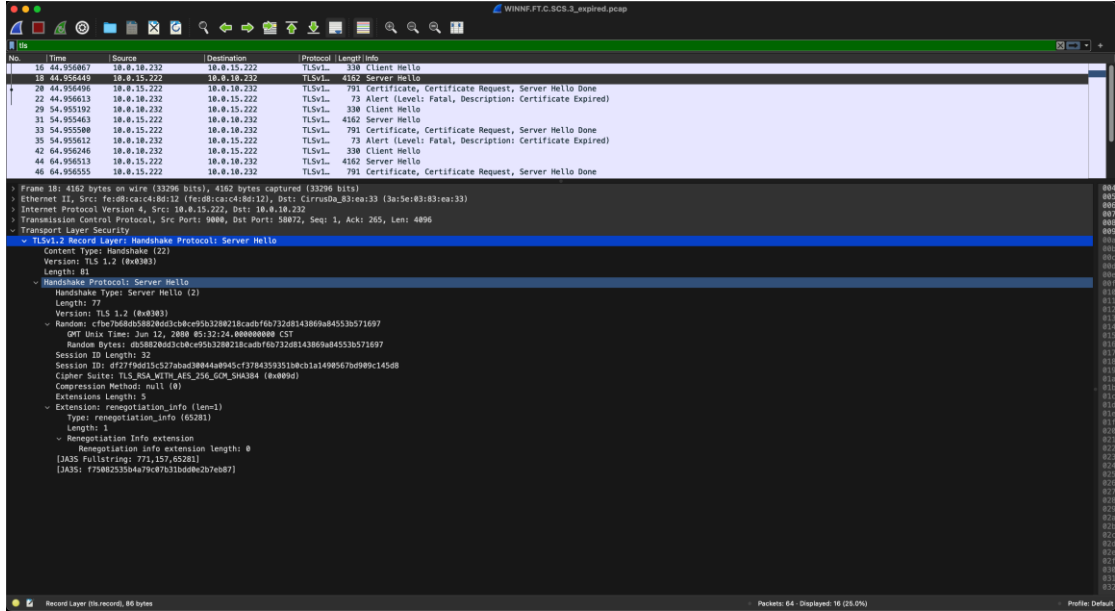 WINNF.FT.C.SCS.3_expired.pcap
tls
No. Time Source Destination Protocol Length Info
16 44.956067 10.0.10.232 10.0.15.222 TLSv1… 330 Client Hello
18 44.956449 10.0.15.222 10.0.10.232 TLSv1… 4162 Server Hello
20 44.956496 10.0.15.222 10.0.10.232 TLSv1… 791 Certificate, Certificate Request, Server Hello Done
22 44.956613 10.0.10.232 10.0.15.222 TLSv1… 73 Alert (Level: Fatal, Description: Certificate Expired)
29 54.955192 10.0.10.232 10.0.15.222 TLSv1… 330 Client Hello
31 54.955463 10.0.15.222 10.0.10.232 TLSv1… 4162 Server Hello
33 54.955500 10.0.15.222 10.0.10.232 TLSv1… 791 Certificate, Certificate Request, Server Hello Done
35 54.955612 10.0.10.232 10.0.15.222 TLSv1… 73 Alert (Level: Fatal, Description: Certificate Expired)
42 64.956246 10.0.10.232 10.0.15.222 TLSv1… 330 Client Hello
44 64.956513 10.0.15.222 10.0.10.232 TLSv1… 4162 Server Hello
46 64.956555 10.0.15.222 10.0.10.232 TLSv1… 791 Certificate, Certificate Request, Server Hello Done
Frame 18: 4162 bytes on wire (33296 bits), 4162 bytes captured (33296 bits)
Ethernet II, Src: fe:d8:ca:c4:8d:12 (fe:d8:ca:c4:8d:12), Dst: CirrusDa_83:ea:33 (3a:5e:03:83:ea:33)
Internet Protocol Version 4, Src: 10.0.15.222, Dst: 10.0.10.232
Transmission Control Protocol, Src Port: 9000, Dst Port: 58072, Seq: 1, Ack: 265, Len: 4096
Transport Layer Security
TLSv1.2 Record Layer: Handshake Protocol: Server Hello
Content Type: Handshake (22)
Version: TLS 1.2 (0x0303)
Length: 81
Handshake Protocol: Server Hello
Handshake Type: Server Hello (2)
Length: 77
Version: TLS 1.2 (0x0303)
Random: cfbe7b68db58820dd3cb0ce95b3280218cadbf6b732d8143869a84553b571697
GMT Unix Time: Jun 12, 2080 05:32:24.000000000 CST
Random Bytes: db58820dd3cb0ce95b3280218cadbf6b732d8143869a84553b571697
Session ID Length: 32
Session ID: df27f9dd15c527abad30044a0945cf3784359351b0cb1a1490567bd909c145d8
Cipher Suite: TLS_RSA_WITH_AES_256_GCM_SHA384 (0x009d)
Compression Method: null (0)
Extensions Length: 5
Extension: renegotiation_info (len=1)
Type: renegotiation_info (65281)
Length: 1
Renegotiation Info extension
Renegotiation info extension length: 0
[JA3S Fullstring: 771,157,65281]
[JA3S: f75082535b4a79c07b31bdd0e2b7eb87]
Record Layer (tls.record), 86 bytes
Packets: 64 · Displayed: 16 (25.0%)
Profile: Default